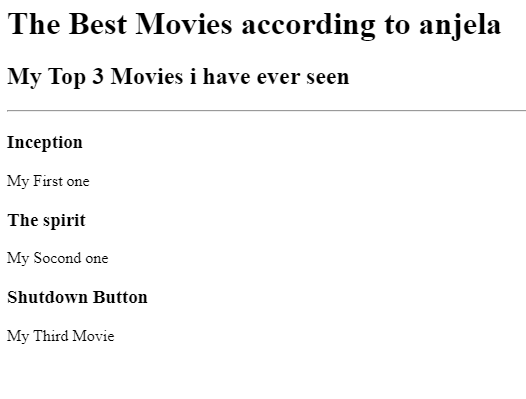 The Best Movies according to anjela
My Top 3 Movies i have ever seen
Inception
My First one
The spirit
My Socond one
Shutdown Button
My Third Movie